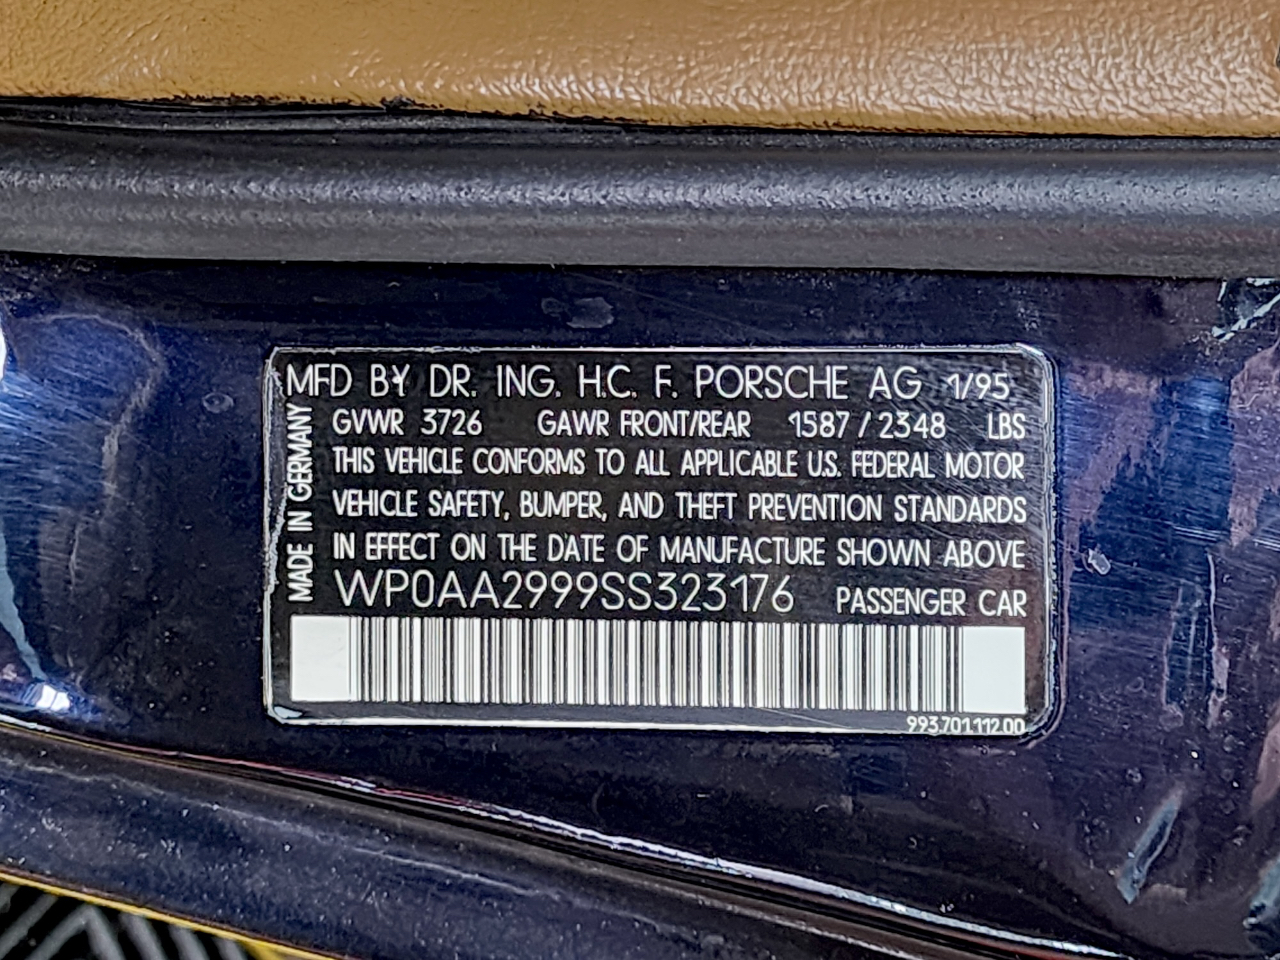 MFD BY DR. ING. H.C. F. PORSCHE AG 1/95
MADE IN GERMANY
GVWR 3726 GAWR FRONT/REAR 1587 / 2348 LBS
THIS VEHICLE CONFORMS TO ALL APPLICABLE U.S. FEDERAL MOTOR
VEHICLE SAFETY, BUMPER, AND THEFT PREVENTION STANDARDS
IN EFFECT ON THE DATE OF MANUFACTURE SHOWN ABOVE
WP0AA2999SS323176 PASSENGER CAR
993.701.112.00